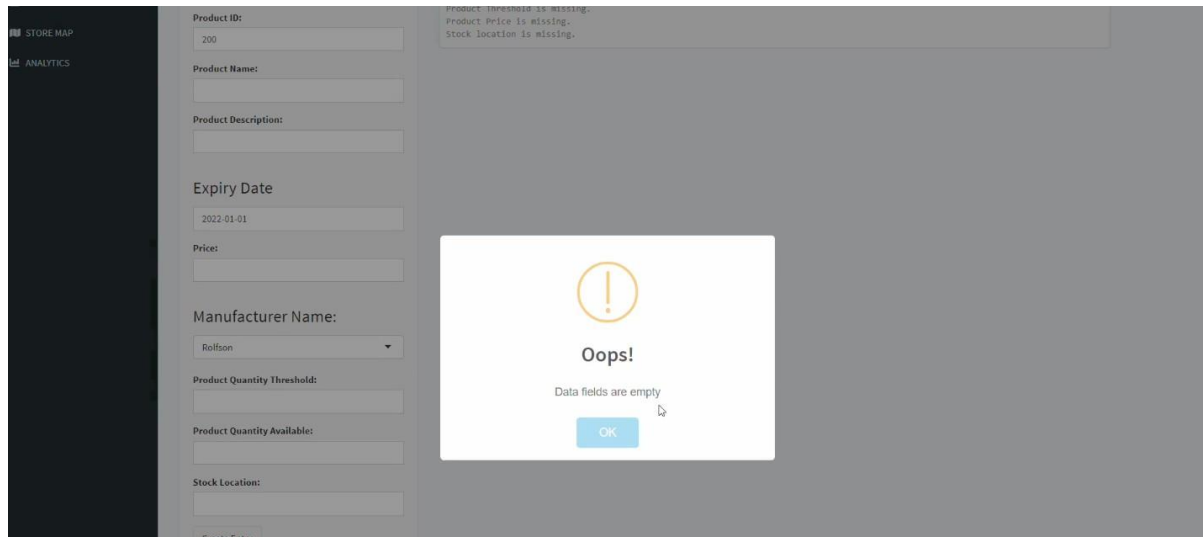 STORE MAP
ANALYTICS
Product ID:
200
Product Name:
Product Description:
Expiry Date
2022-01-01
Price:
Manufacturer Name:
Rolfson
Product Quantity Threshold:
Product Quantity Available:
Stock Location:
Product Threshold is missing.
Product Price is missing.
Stock location is missing.
Oops!
Data fields are empty
OK